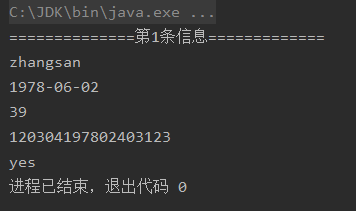 C:\JDK\bin\java.exe ...
==============第1条信息=============
zhangsan
1978-06-02
39
120304197802403123
yes
进程已结束，退出代码 0